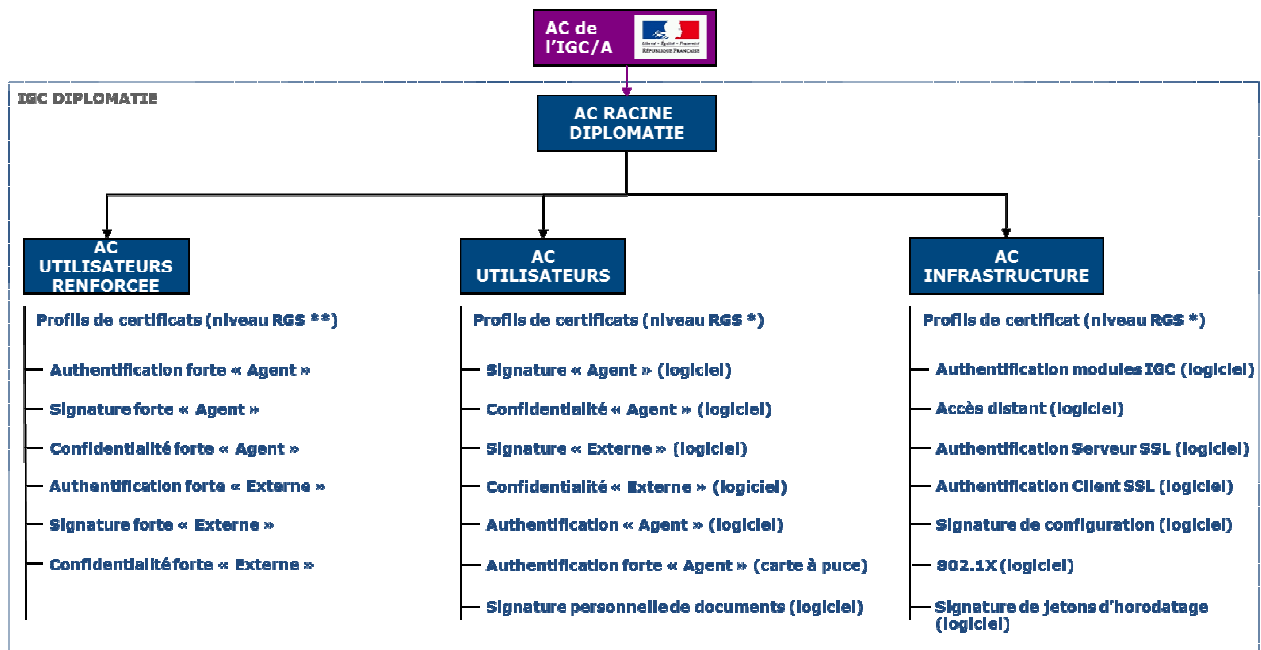 AC de
l'IGC/A
Liberté • Égalité • Fraternité
RÉPUBLIQUE FRANÇAISE
IGC DIPLOMATIE
AC RACINE
DIPLOMATIE
AC
UTILISATEURS
RENFORCEE
Profils de certificats (niveau RGS **)
Authentification forte « Agent »
Signature forte « Agent »
Confidentialité forte « Agent »
Authentification forte « Externe »
Signature forte « Externe »
Confidentialité forte « Externe »
AC
UTILISATEURS
Profils de certificats (niveau RGS *)
Signature « Agent » (logiciel)
Confidentialité « Agent » (logiciel)
Signature « Externe » (logiciel)
Confidentialité « Externe » (logiciel)
Authentification « Agent » (logiciel)
Authentification forte « Agent » (carte à puce)
Signature personnelle de documents (logiciel)
AC
INFRASTRUCTURE
Profils de certificat (niveau RGS *)
Authentification modules IGC (logiciel)
Accès distant (logiciel)
Authentification Serveur SSL (logiciel)
Authentification Client SSL (logiciel)
Signature de configuration (logiciel)
802.1X (logiciel)
Signature de jetons d'horodatage
(logiciel)